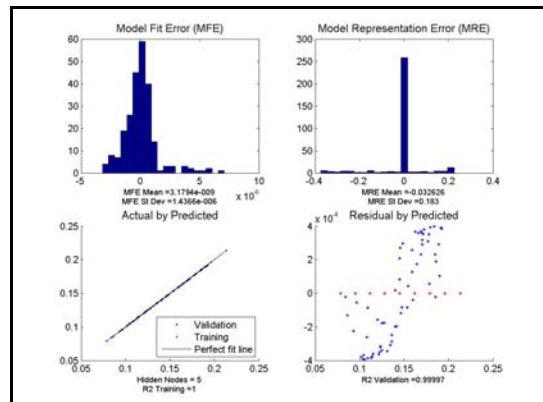 Model Fit Error (MFE)
60
50
40
30
20
10
0
-5
0
5
10
x 10
MFE Mean =3.1794e-009
MFE St Dev =1.4366e-006
Model Representation Error (MRE)
300
250
200
150
100
50
0
-0.4
-0.2
0
0.2
0.4
MRE Mean =-0.032626
MRE St Dev =0.183
Actual by Predicted
0.25
0.2
0.15
0.1
0.05
0.05
0.1
0.15
0.2
0.25
Validation
Training
Perfect fit line
Hidden Nodes = 5
R2 Training =1
Residual by Predicted
4 x 10
2
0
-2
-4
0.05
0.1
0.15
0.2
0.25
R2 Validation =0.99997